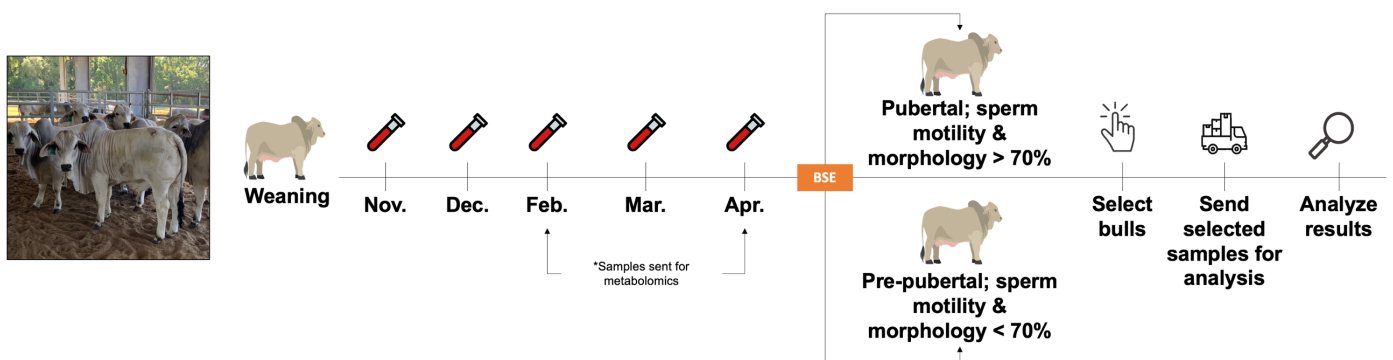 Weaning
Nov.
Dec.
Feb.
Mar.
Apr.
*Samples sent for
metabolomics
BSE
Pubertal; sperm
motility &
morphology > 70%
Pre-pubertal; sperm
motility &
morphology < 70%
Select
bulls
Send
selected
samples for
analysis
Analyze
results